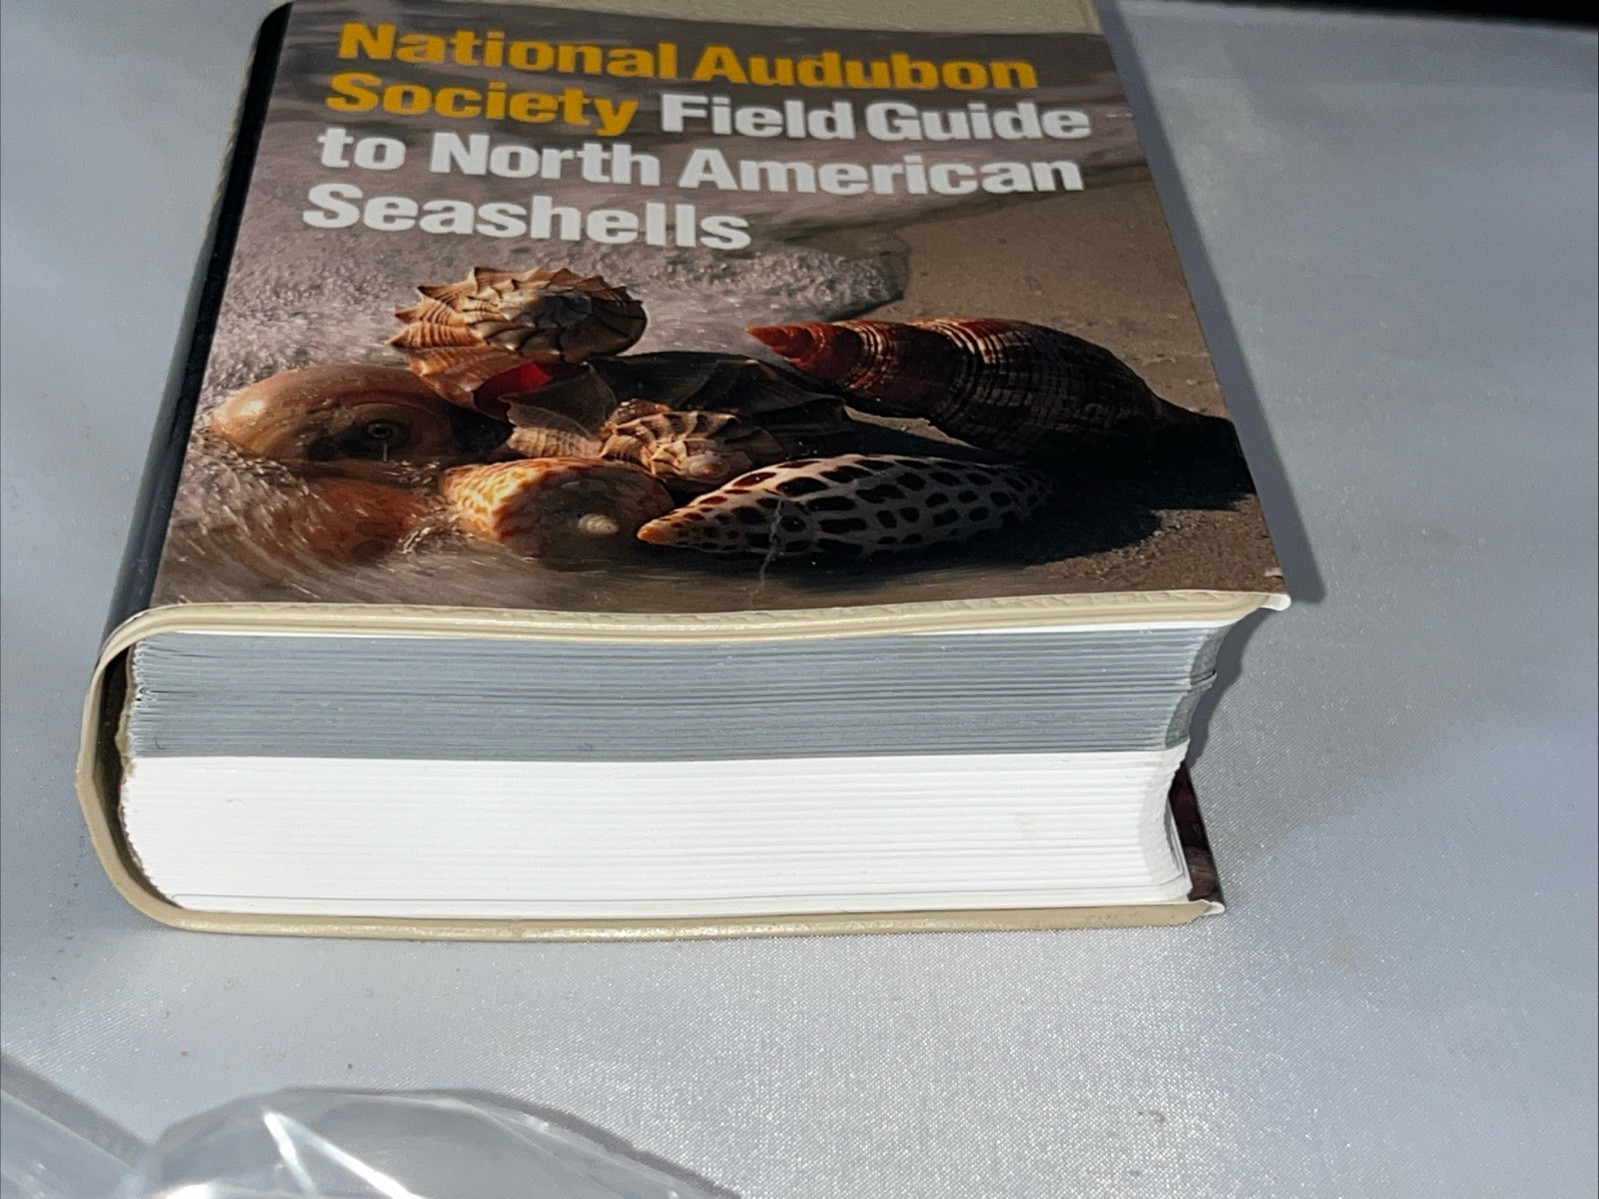 National Audubon
Society Field Guide
to North American
Seashells